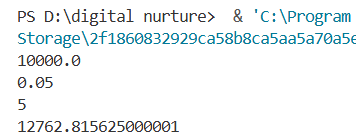 PS D:\digital nurture>  & 'C:\Program
Storage\2f1860832929ca58b8ca5aa5a70a5e
10000.0
0.05
5
12762.815625000001